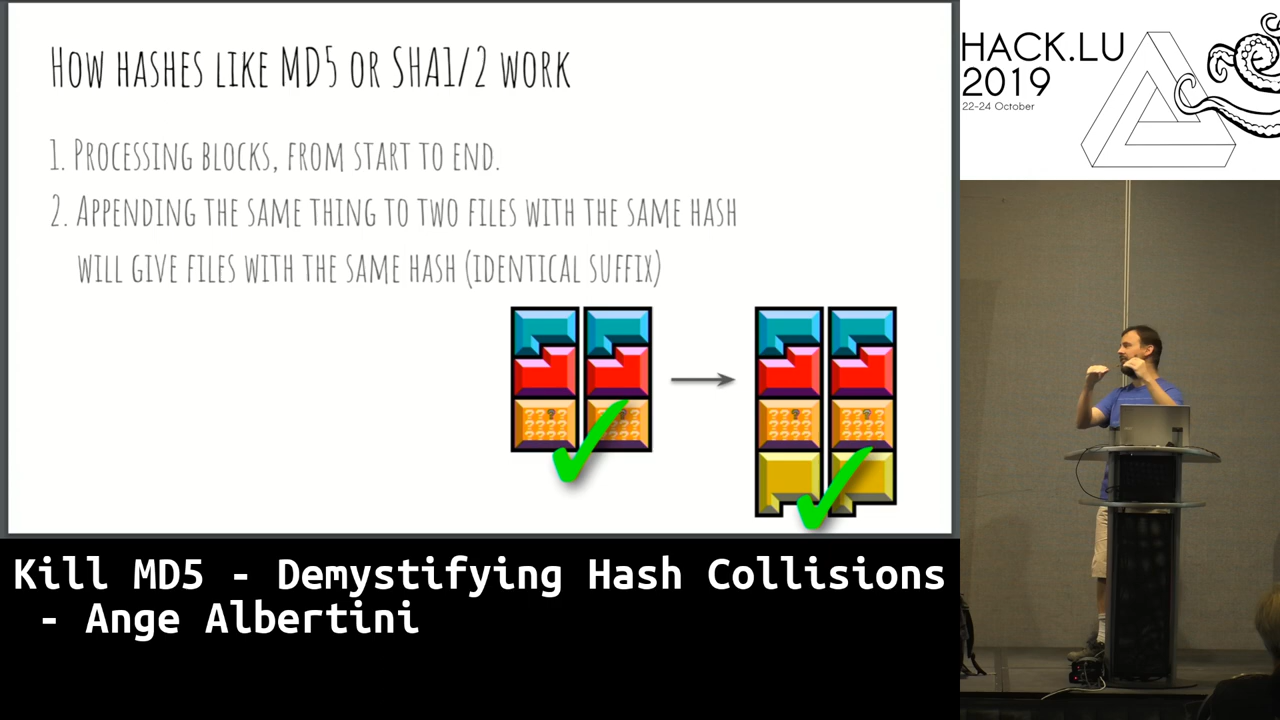 How hashes like MD5 or SHA1/2 work
1. Processing blocks, from start to end.
2. Appending the same thing to two files with the same hash
will give files with the same hash (identical suffix)
????
????
????
????
????
????
????
????
????
????
????
????
HACK.LU
2019
22-24 October
Kill MD5 - Demystifying Hash Collisions
- Ange Albertini